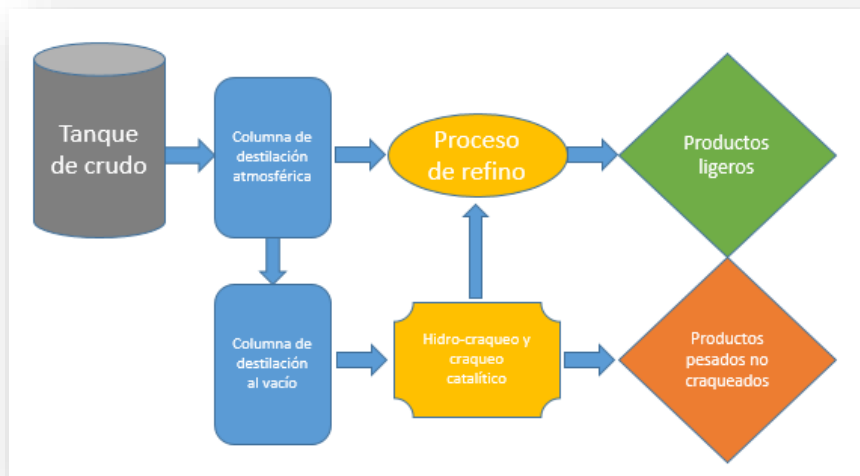 Tanque
de crudo
Columna de
destilación
atmosférica
Proceso
de refino
Productos
ligeros
Columna de
destilación
al vacío
Hidro-craqueo y
craqueo
catalítico
Productos
pesados no
craqueados